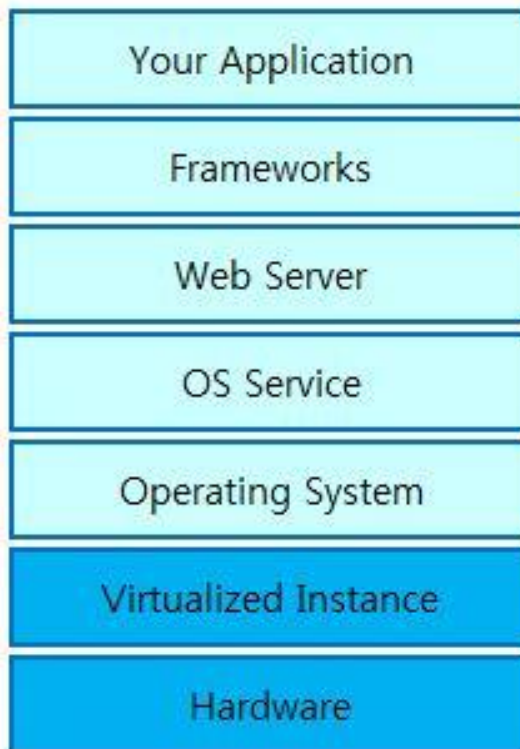 Your Application
Frameworks
Web Server
OS Service
Operating System
Virtualized Instance
Hardware